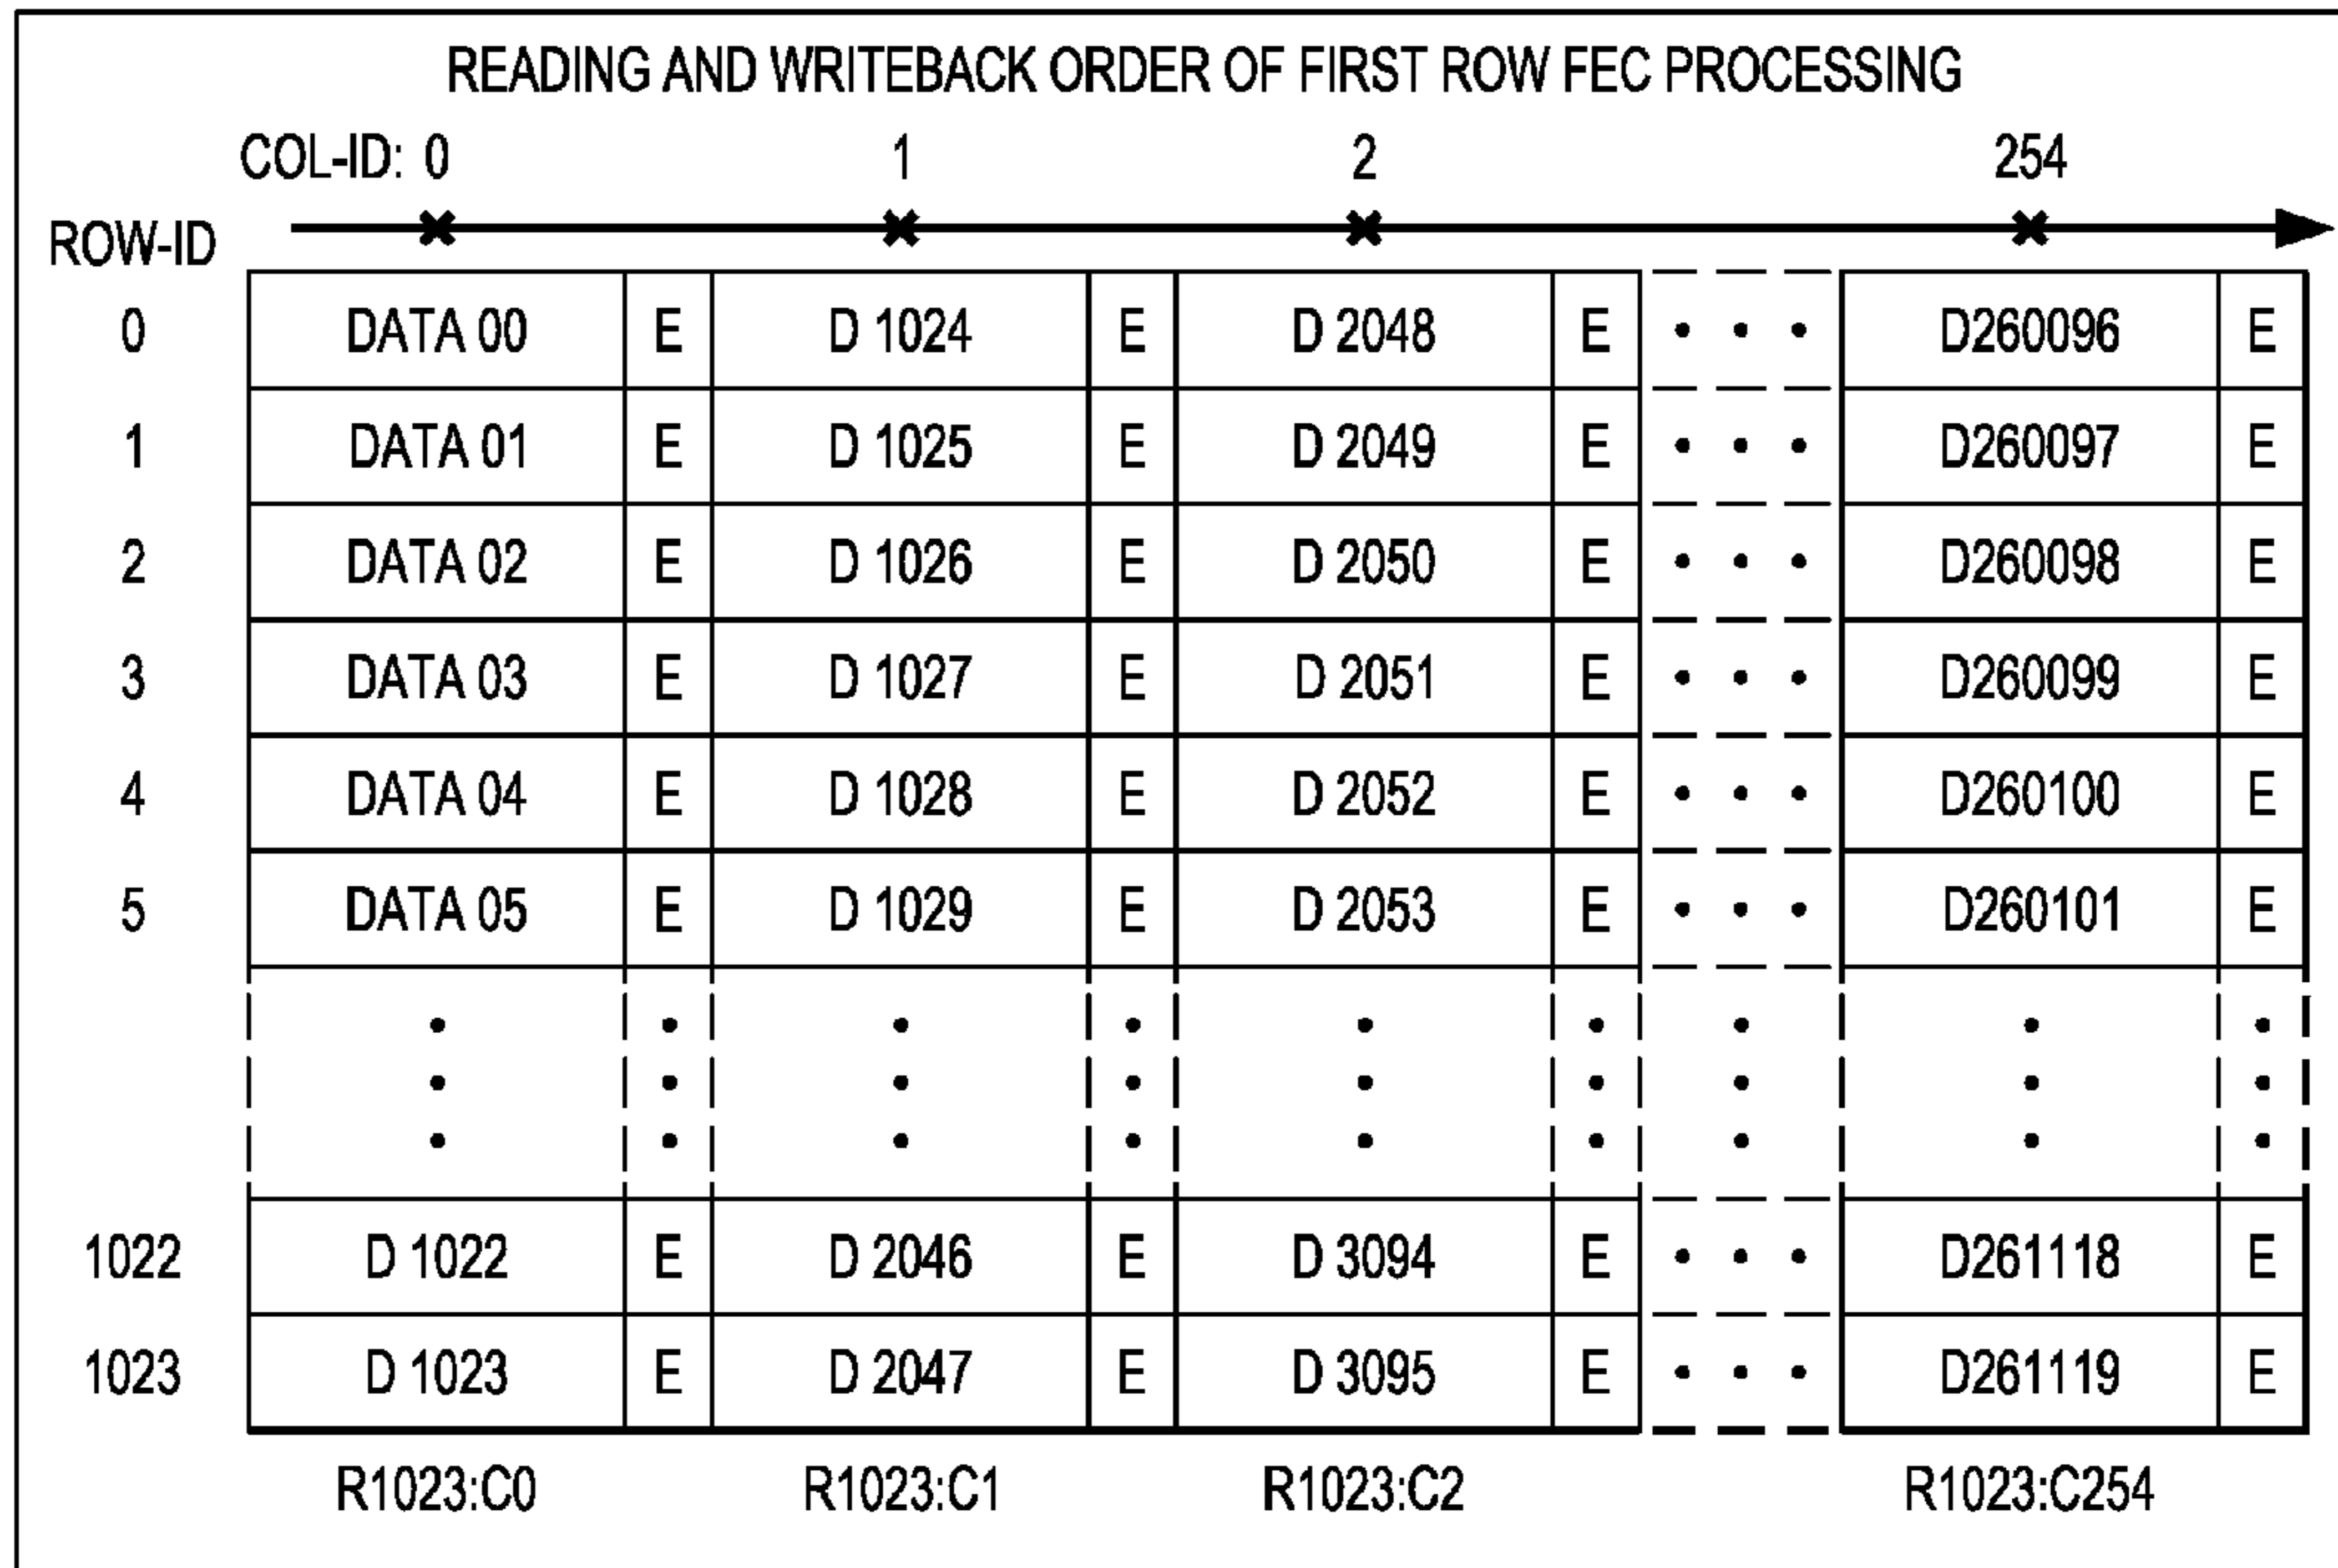 READING AND WRITEBACK ORDER OF FIRST ROW FEC PROCESSING
COL-ID: 0 1 2 254
ROW-ID
0 DATA 00 E D 1024 E D 2048 E D260096 E
1 DATA 01 E D 1025 E D 2049 E D260097 E
2 DATA 02 E D 1026 E D 2050 E D260098 E
3 DATA 03 E D 1027 E D 2051 E D260099 E
4 DATA 04 E D 1028 E D 2052 E D260100 E
5 DATA 05 E D 1029 E D 2053 E D260101 E
1022 D 1022 E D 2046 E D 3094 E D261118 E
1023 D 1023 E D 2047 E D 3095 E D261119 E
R1023:C0 R1023:C1 R1023:C2 R1023:C254